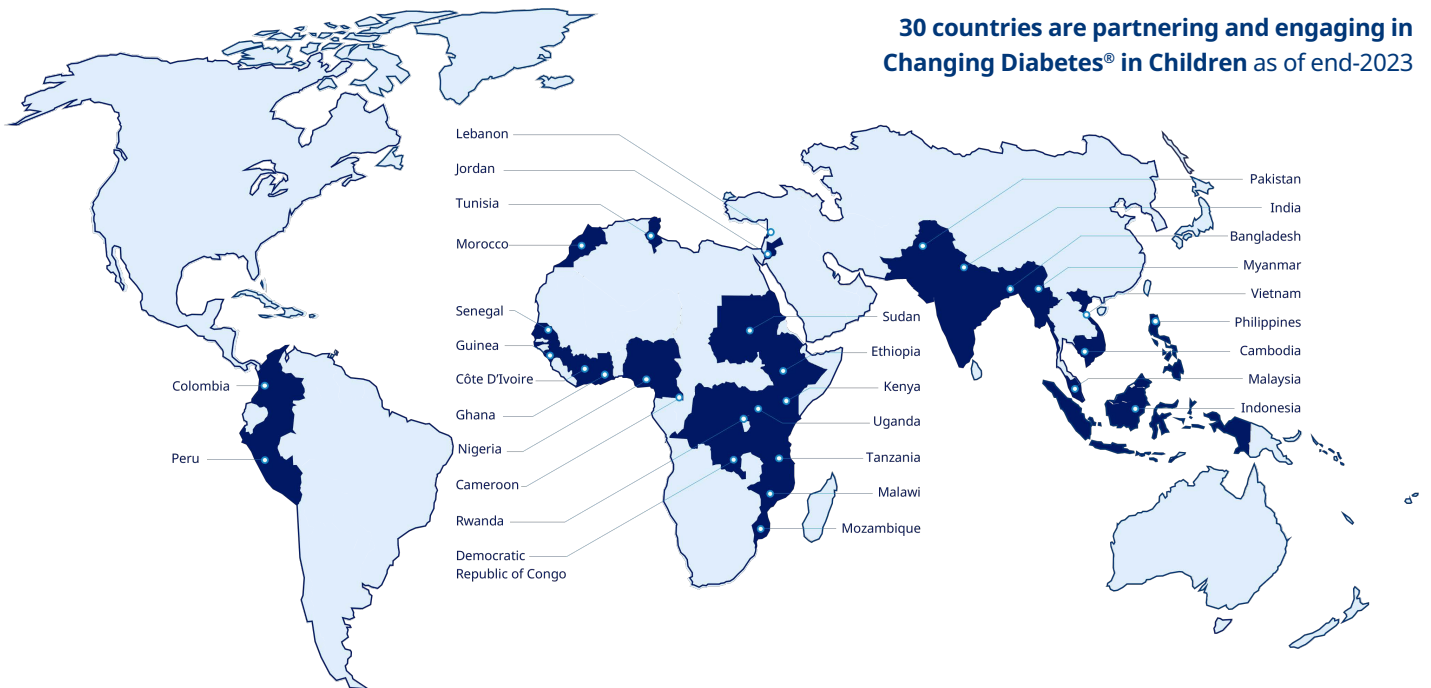 30 countries are partnering and engaging in
Changing Diabetes® in Children as of end-2023
Lebanon
Jordan
Tunisia
Morocco
Senegal
Guinea
Côte D’Ivoire
Ghana
Nigeria
Cameroon
Rwanda
Democratic
Republic of Congo
Colombia
Peru
Sudan
Ethiopia
Kenya
Uganda
Tanzania
Malawi
Mozambique
Pakistan
India
Bangladesh
Myanmar
Vietnam
Philippines
Cambodia
Malaysia
Indonesia